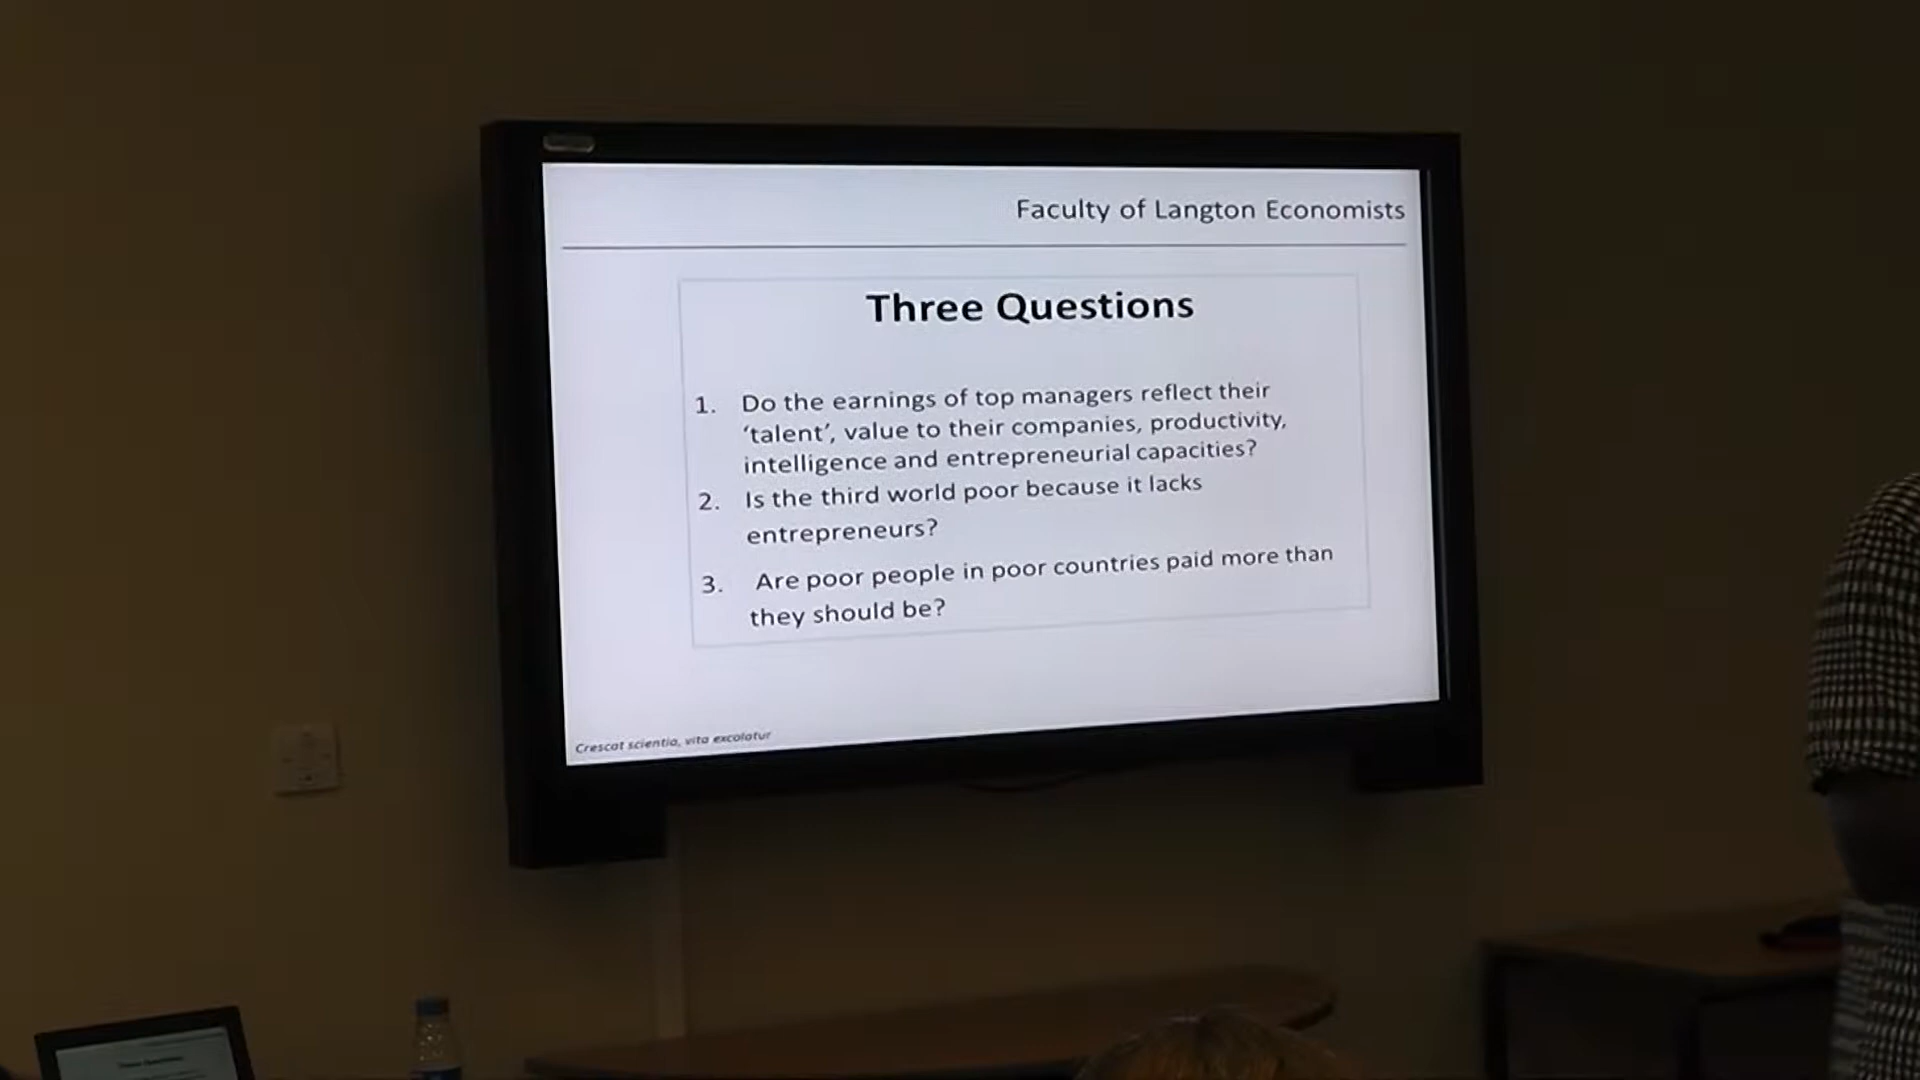 Faculty of Langton Economists
Three Questions
1. Do the earnings of top managers reflect their
‘talent’, value to their companies, productivity,
intelligence and entrepreneurial capacities?
2. Is the third world poor because it lacks
entrepreneurs?
3. Are poor people in poor countries paid more than
they should be?
Crescat scientia, vita excolatur
Three Questions